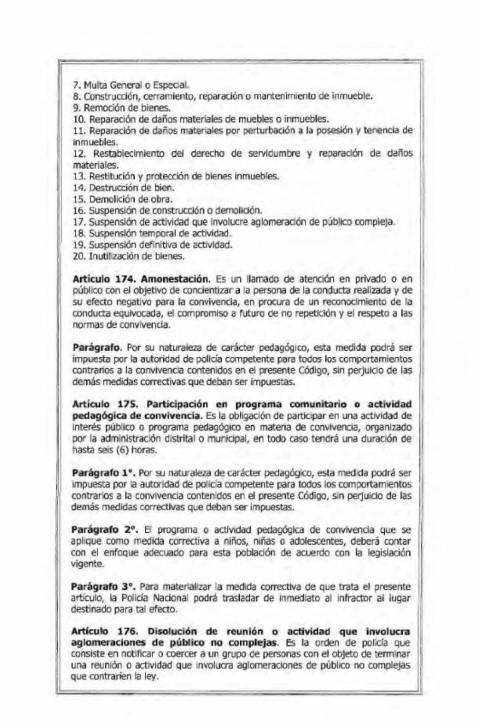 7. Multa General o Especial.
8. Construcción, cerramiento, reparación o mantenimiento de inmueble.
9. Remoción de bienes.
10. Reparación de daños materiales de muebles o inmuebles.
11. Reparación de daños materiales por perturbación a la posesión y tenencia de
inmuebles.
12. Restablecimiento del derecho de servidumbre y reparación de daños
materiales.
13. Restitución y protección de bienes inmuebles.
14. Destrucción de bien.
15. Demolición de obra.
16. Suspensión de construcción o demolición.
17. Suspensión de actividad que involucre aglomeración de público compleja.
18. Suspensión temporal de actividad.
19. Suspensión definitiva de actividad.
20. Inutilización de bienes.
Artículo 174. Amonestación. Es un llamado de atención en privado o en
público con el objetivo de concientizar a la persona de la conducta realizada y de
su efecto negativo para la convivencia, en procura de un reconocimiento de la
conducta equivocada, el compromiso a futuro de no repetición y el respeto a las
normas de convivencia.
Parágrafo. Por su naturaleza de carácter pedagógico, esta medida podrá ser
impuesta por la autoridad de policía competente para todos los comportamientos
contrarios a la convivencia contenidos en el presente Código, sin perjuicio de las
demás medidas correctivas que deban ser impuestas.
Artículo 175. Participación en programa comunitario o actividad
pedagógica de convivencia. Es la obligación de participar en una actividad de
interés público o programa pedagógico en materia de convivencia, organizado
por la administración distrital o municipal, en todo caso tendrá una duración de
hasta seis (6) horas.
Parágrafo 1°. Por su naturaleza de carácter pedagógico, esta medida podrá ser
impuesta por la autoridad de policía competente para todos los comportamientos
contrarios a la convivencia contenidos en el presente Código, sin perjuicio de las
demás medidas correctivas que deban ser impuestas.
Parágrafo 2°. El programa o actividad pedagógica de convivencia que se
aplique como medida correctiva a niños, niñas o adolescentes, deberá contar
con el enfoque adecuado para esta población de acuerdo con la legislación
vigente.
Parágrafo 3°. Para materializar la medida correctiva de que trata el presente
artículo, la Policía Nacional podrá trasladar de inmediato al infractor al lugar
destinado para tal efecto.
Artículo 176. Disolución de reunión o actividad que involucra
aglomeraciones de público no complejas. Es la orden de policía que
consiste en notificar o coercer a un grupo de personas con el objeto de terminar
una reunión o actividad que involucra aglomeraciones de público no complejas
que contraríen la ley.